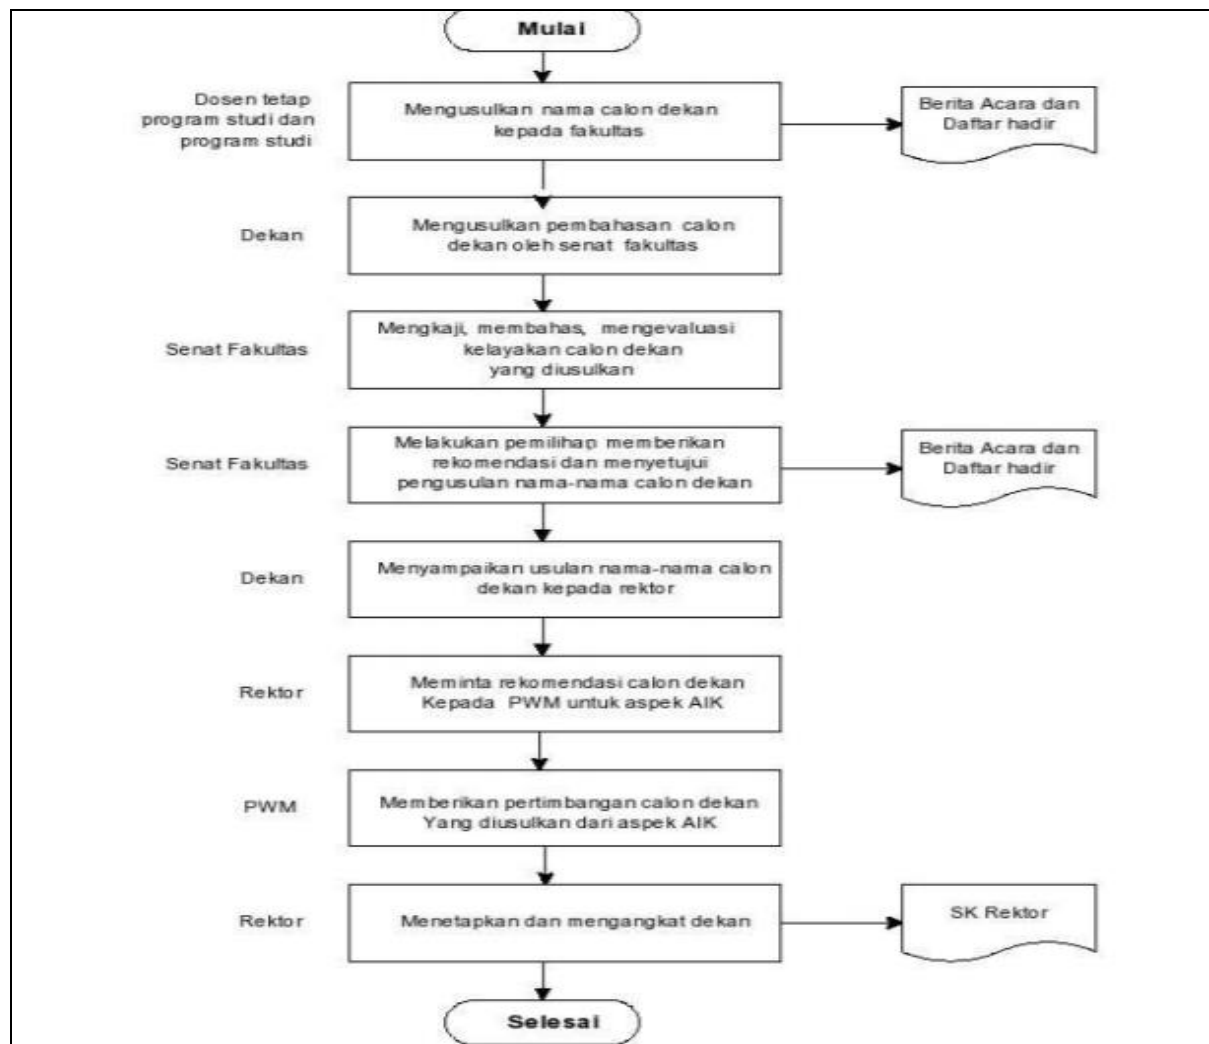 Mulai
Dosen tetap
program studi dan
program studi
Mengusulkan nama calon dekan
kepada fakultas
Berita Acara dan
Daftar hadir
Dekan
Mengusulkan pembahasan calon
dekan oleh senat fakultas
Senat Fakultas
Mengkaji, membahas, mengevaluasi
kelayakan calon dekan
yang diusulkan
Senat Fakultas
Melakukan pemilihap memberikan
rekomendasi dan menyetujui
pengusulan nama-nama calon dekan
Berita Acara dan
Daftar hadir
Dekan
Menyampaikan usulan nama-nama calon
dekan kepada rektor
Rektor
Meminta rekomendasi calon dekan
Kepada PWM untuk aspek AIK
PWM
Memberikan pertimbangan calon dekan
Yang diusulkan dari aspek AIK
Rektor
Menetapkan dan mengangkat dekan
SK Rektor
Selesai